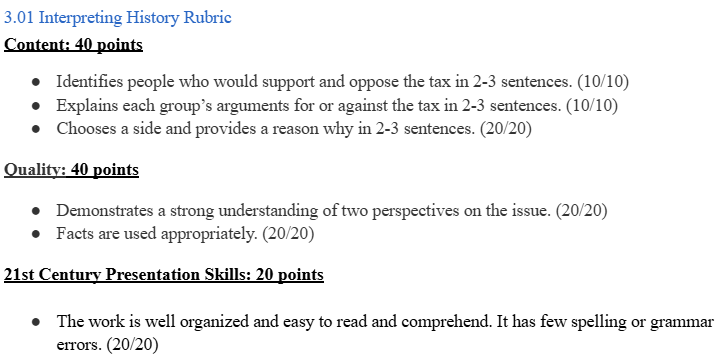 3.01 Interpreting History Rubric
Content: 40 points
● Identifies people who would support and oppose the tax in 2-3 sentences. (10/10)
● Explains each group's arguments for or against the tax in 2-3 sentences. (10/10)
● Chooses a side and provides a reason why in 2-3 sentences. (20/20)
Quality: 40 points
● Demonstrates a strong understanding of two perspectives on the issue. (20/20)
● Facts are used appropriately. (20/20)
21st Century Presentation Skills: 20 points
● The work is well organized and easy to read and comprehend. It has few spelling or grammar
errors. (20/20)